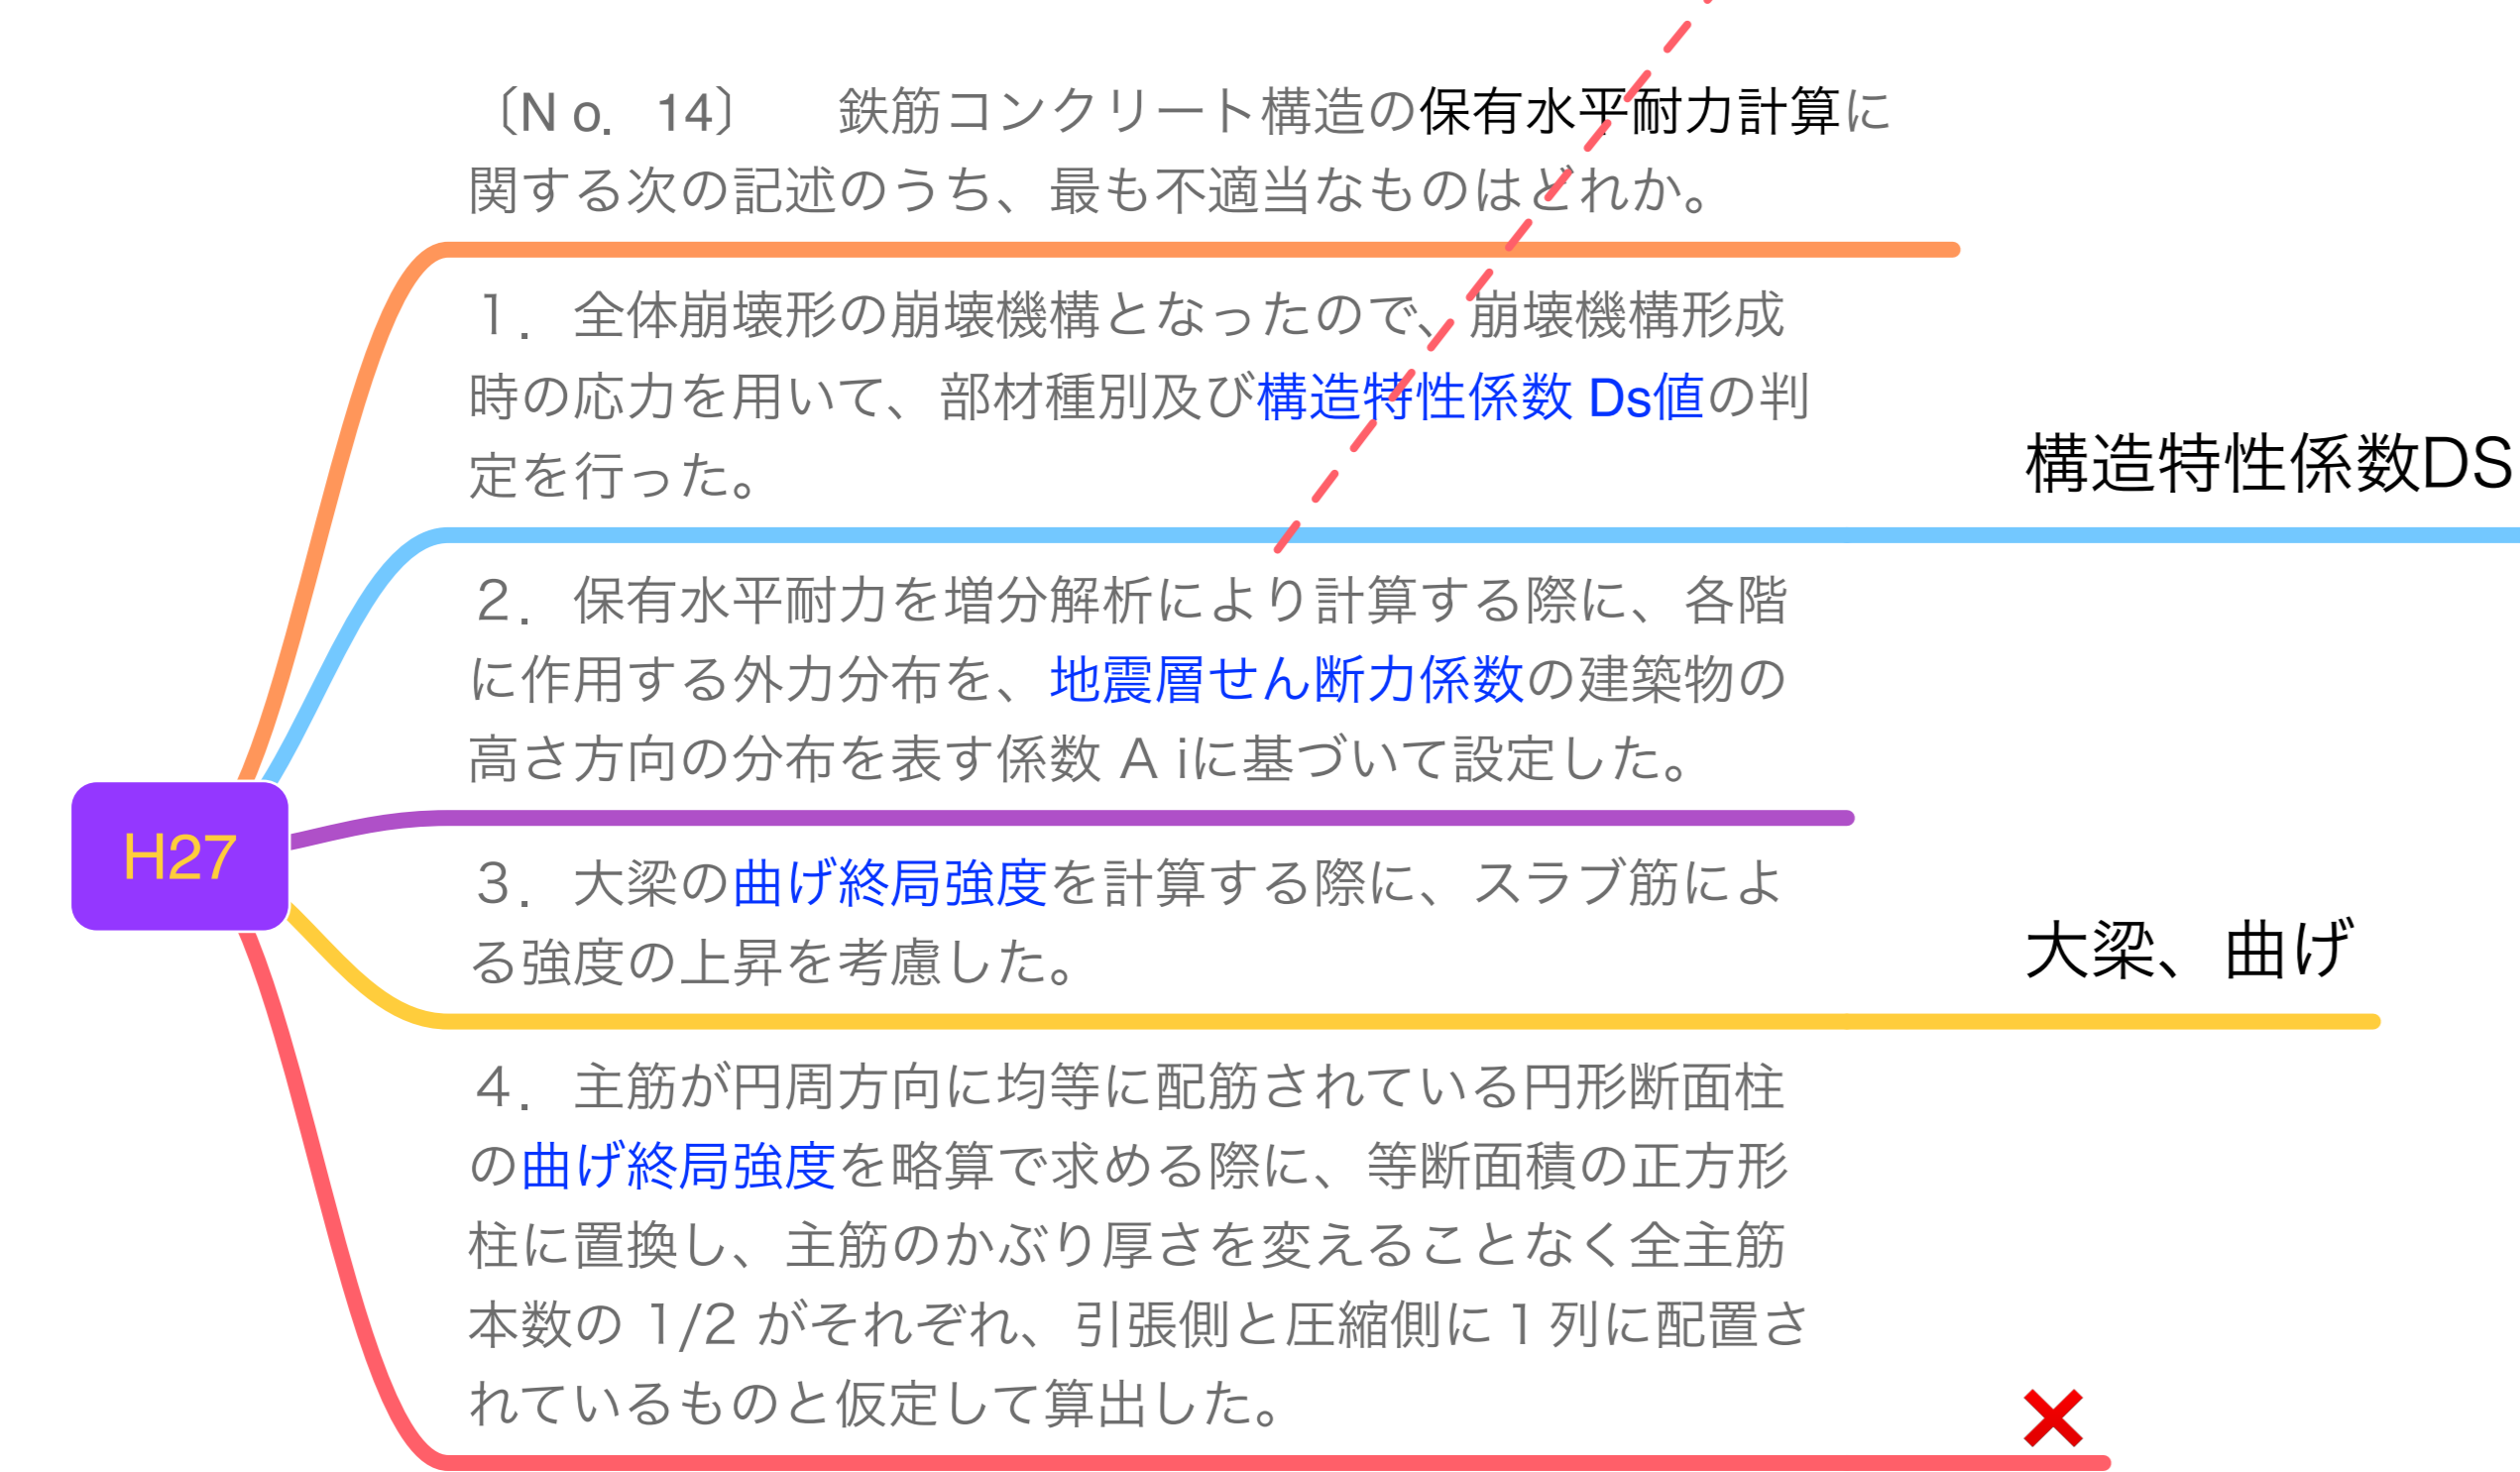 〔N o．14〕　　鉄筋コンクリート構造の保有水平耐力計算に
関する次の記述のうち、最も不適当なものはどれか。
１．全体崩壊形の崩壊機構となったので、崩壊機構形成
時の応力を用いて、部材種別及び構造特性係数 Ds値の判
定を行った。
構造特性係数DS
２．保有水平耐力を増分解析により計算する際に、各階
に作用する外力分布を、地震層せん断力係数の建築物の
高さ方向の分布を表す係数 A iに基づいて設定した。
H27
３．大梁の曲げ終局強度を計算する際に、スラブ筋によ
る強度の上昇を考慮した。
大梁、曲げ
４．主筋が円周方向に均等に配筋されている円形断面柱
の曲げ終局強度を略算で求める際に、等断面積の正方形
柱に置換し、主筋のかぶり厚さを変えることなく全主筋
本数の 1/2 がそれぞれ、引張側と圧縮側に１列に配置さ
れているものと仮定して算出した。
×